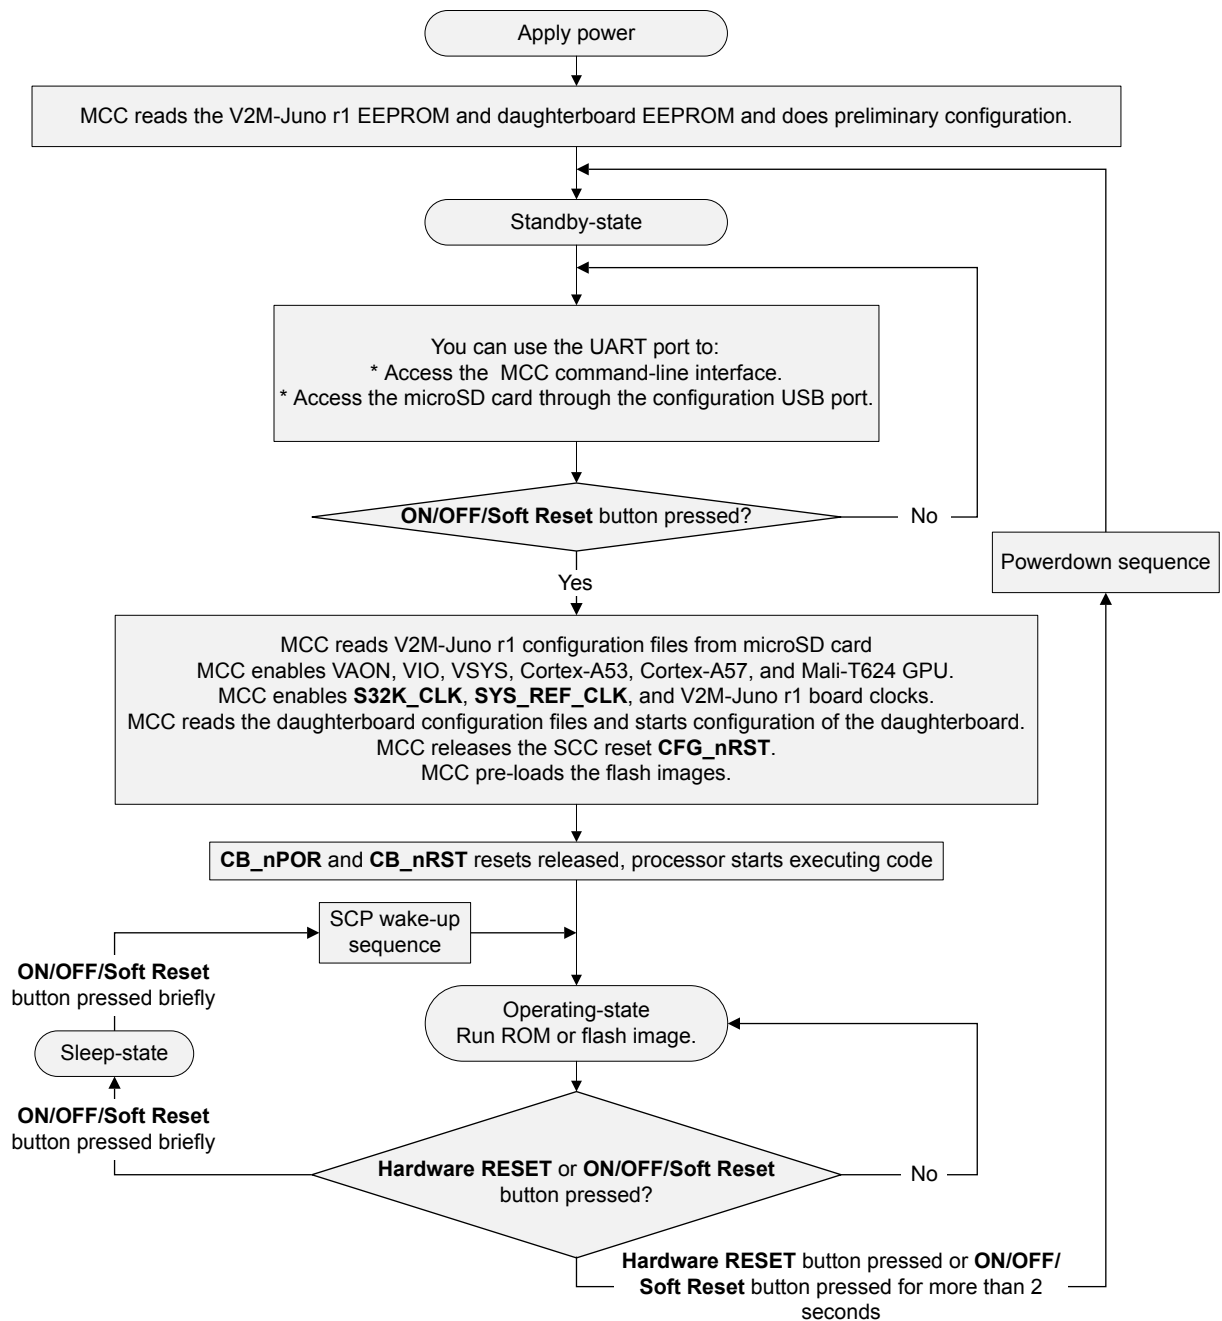 Apply power
MCC reads the V2M-Juno r1 EEPROM and daughterboard EEPROM and does preliminary configuration.
Standby-state
You can use the UART port to:
* Access the  MCC command-line interface.
* Access the microSD card through the configuration USB port.
ON/OFF/Soft Reset button pressed?
No
Powerdown sequence
Yes
MCC reads V2M-Juno r1 configuration files from microSD card
MCC enables VAON, VIO, VSYS, Cortex-A53, Cortex-A57, and Mali-T624 GPU.
MCC enables S32K_CLK, SYS_REF_CLK, and V2M-Juno r1 board clocks.
MCC reads the daughterboard configuration files and starts configuration of the daughterboard.
MCC releases the SCC reset CFG_nRST.
MCC pre-loads the flash images.
CB_nPOR and CB_nRST resets released, processor starts executing code
SCP wake-up
sequence
ON/OFF/Soft Reset
button pressed briefly
Operating-state
Run ROM or flash image.
Sleep-state
ON/OFF/Soft Reset
button pressed briefly
Hardware RESET or ON/OFF/Soft Reset
button pressed?
No
Hardware RESET button pressed or ON/OFF/
Soft Reset button pressed for more than 2
seconds